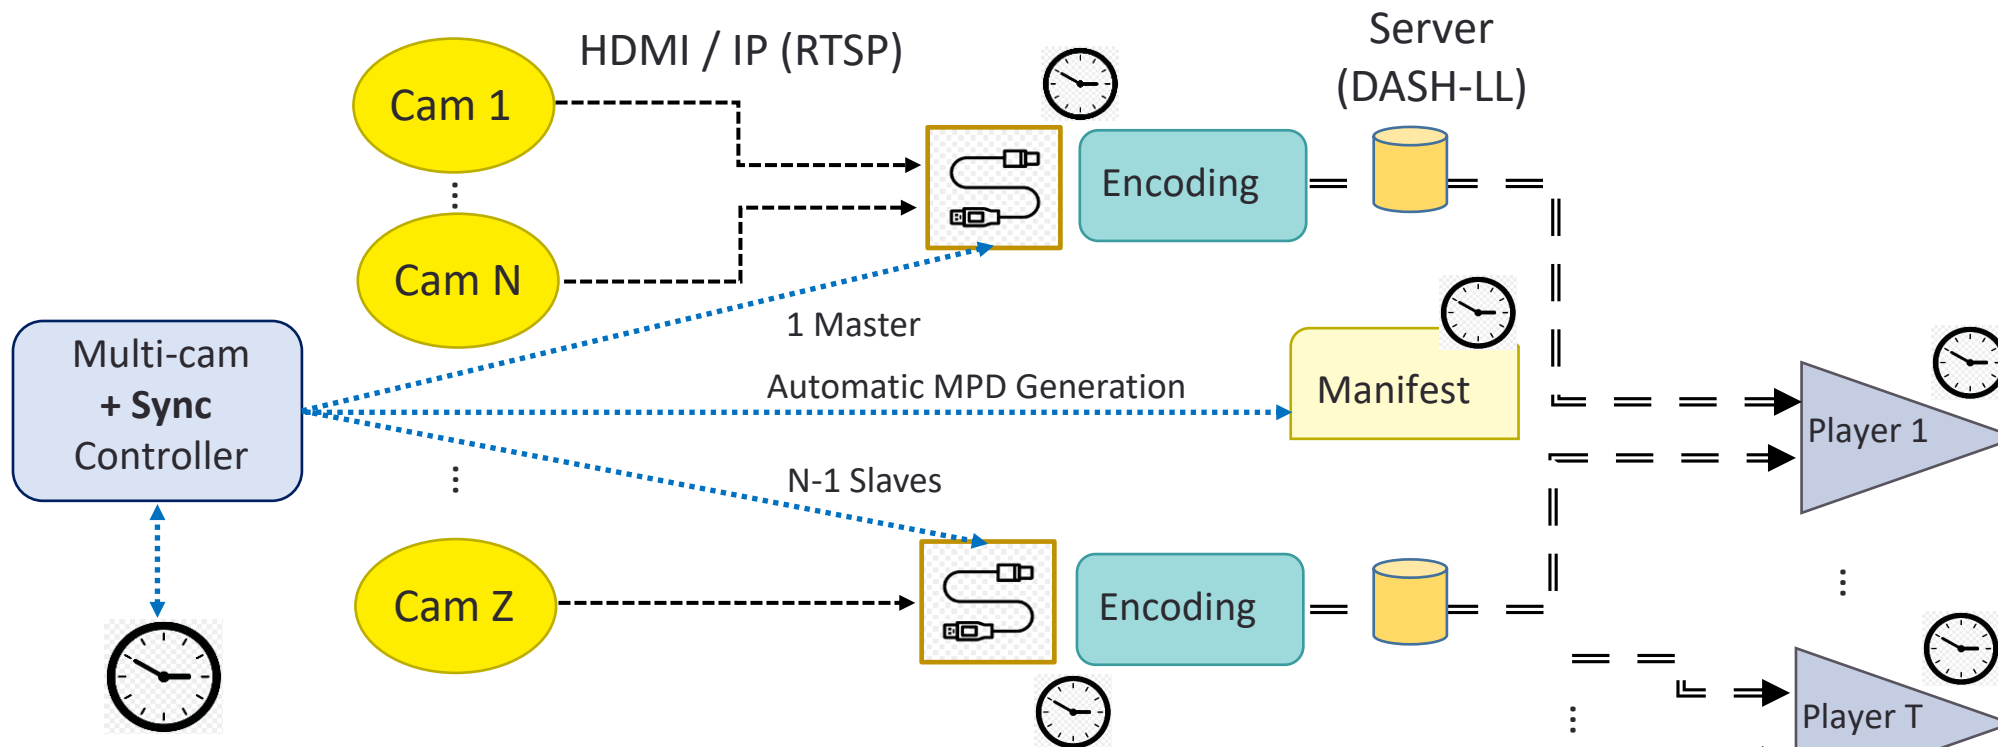 HDMI / IP (RTSP)
Server
(DASH-LL)
Cam 1
Encoding
Cam N
1 Master
Multi-cam
+ Sync
Controller
Automatic MPD Generation
Manifest
Player 1
N-1 Slaves
Cam Z
Encoding
Player T